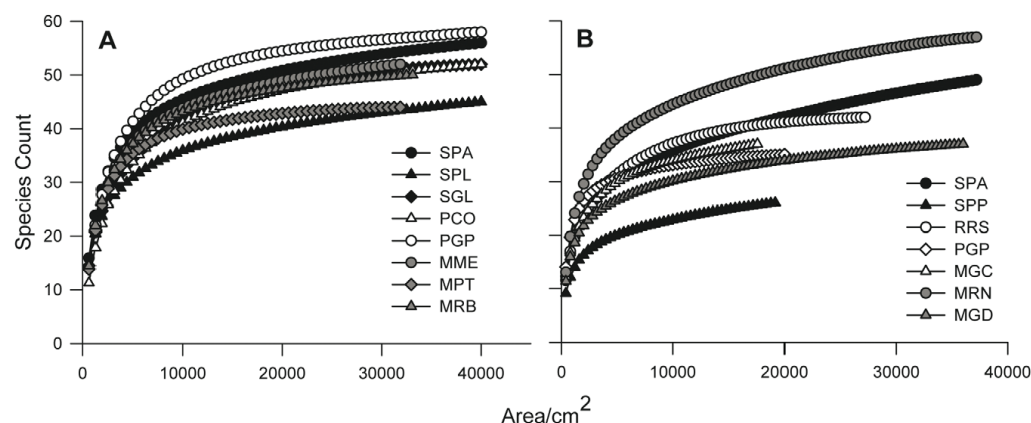 A
B
Species Count
60
50
40
30
20
10
0
SPA
SPL
SGL
PCO
PGP
MME
MPT
MRB
0 10000 20000 30000 40000
SPA
SPP
RRS
PGP
MGC
MRN
MGD
0 10000 20000 30000 40000
Area/cm²